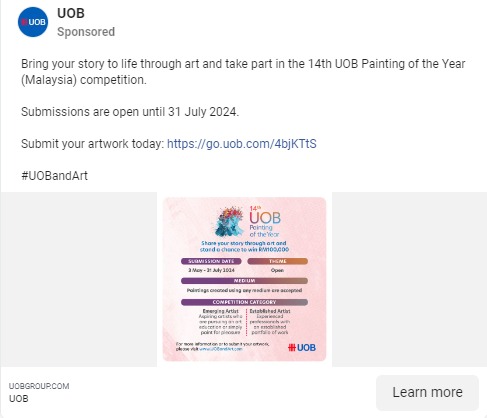 UOB
UOB
Sponsored
Bring your story to life through art and take part in the 14th UOB Painting of the Year
(Malaysia) competition.
Submissions are open until 31 July 2024.
Submit your artwork today: https://go.uob.com/4bjKTtS
#UOBandArt
14th
UOB
Painting
of the Year
Share your story through art and
stand a chance to win RM100,000
SUBMISSION DATE
THEME
3 May - 31 July 2024
Open
MEDIUM
Paintings created using any medium are accepted
COMPETITION CATEGORY
Emerging Artist
Aspiring artists who
are pursuing an art
education or simply
paint for pleasure
Established Artist
Experienced
professionals with
an established
portfolio of work
For more information or to submit your artwork,
please visit www.UOBandArt.com
UOB
UOBGROUP.COM
UOB
Learn more